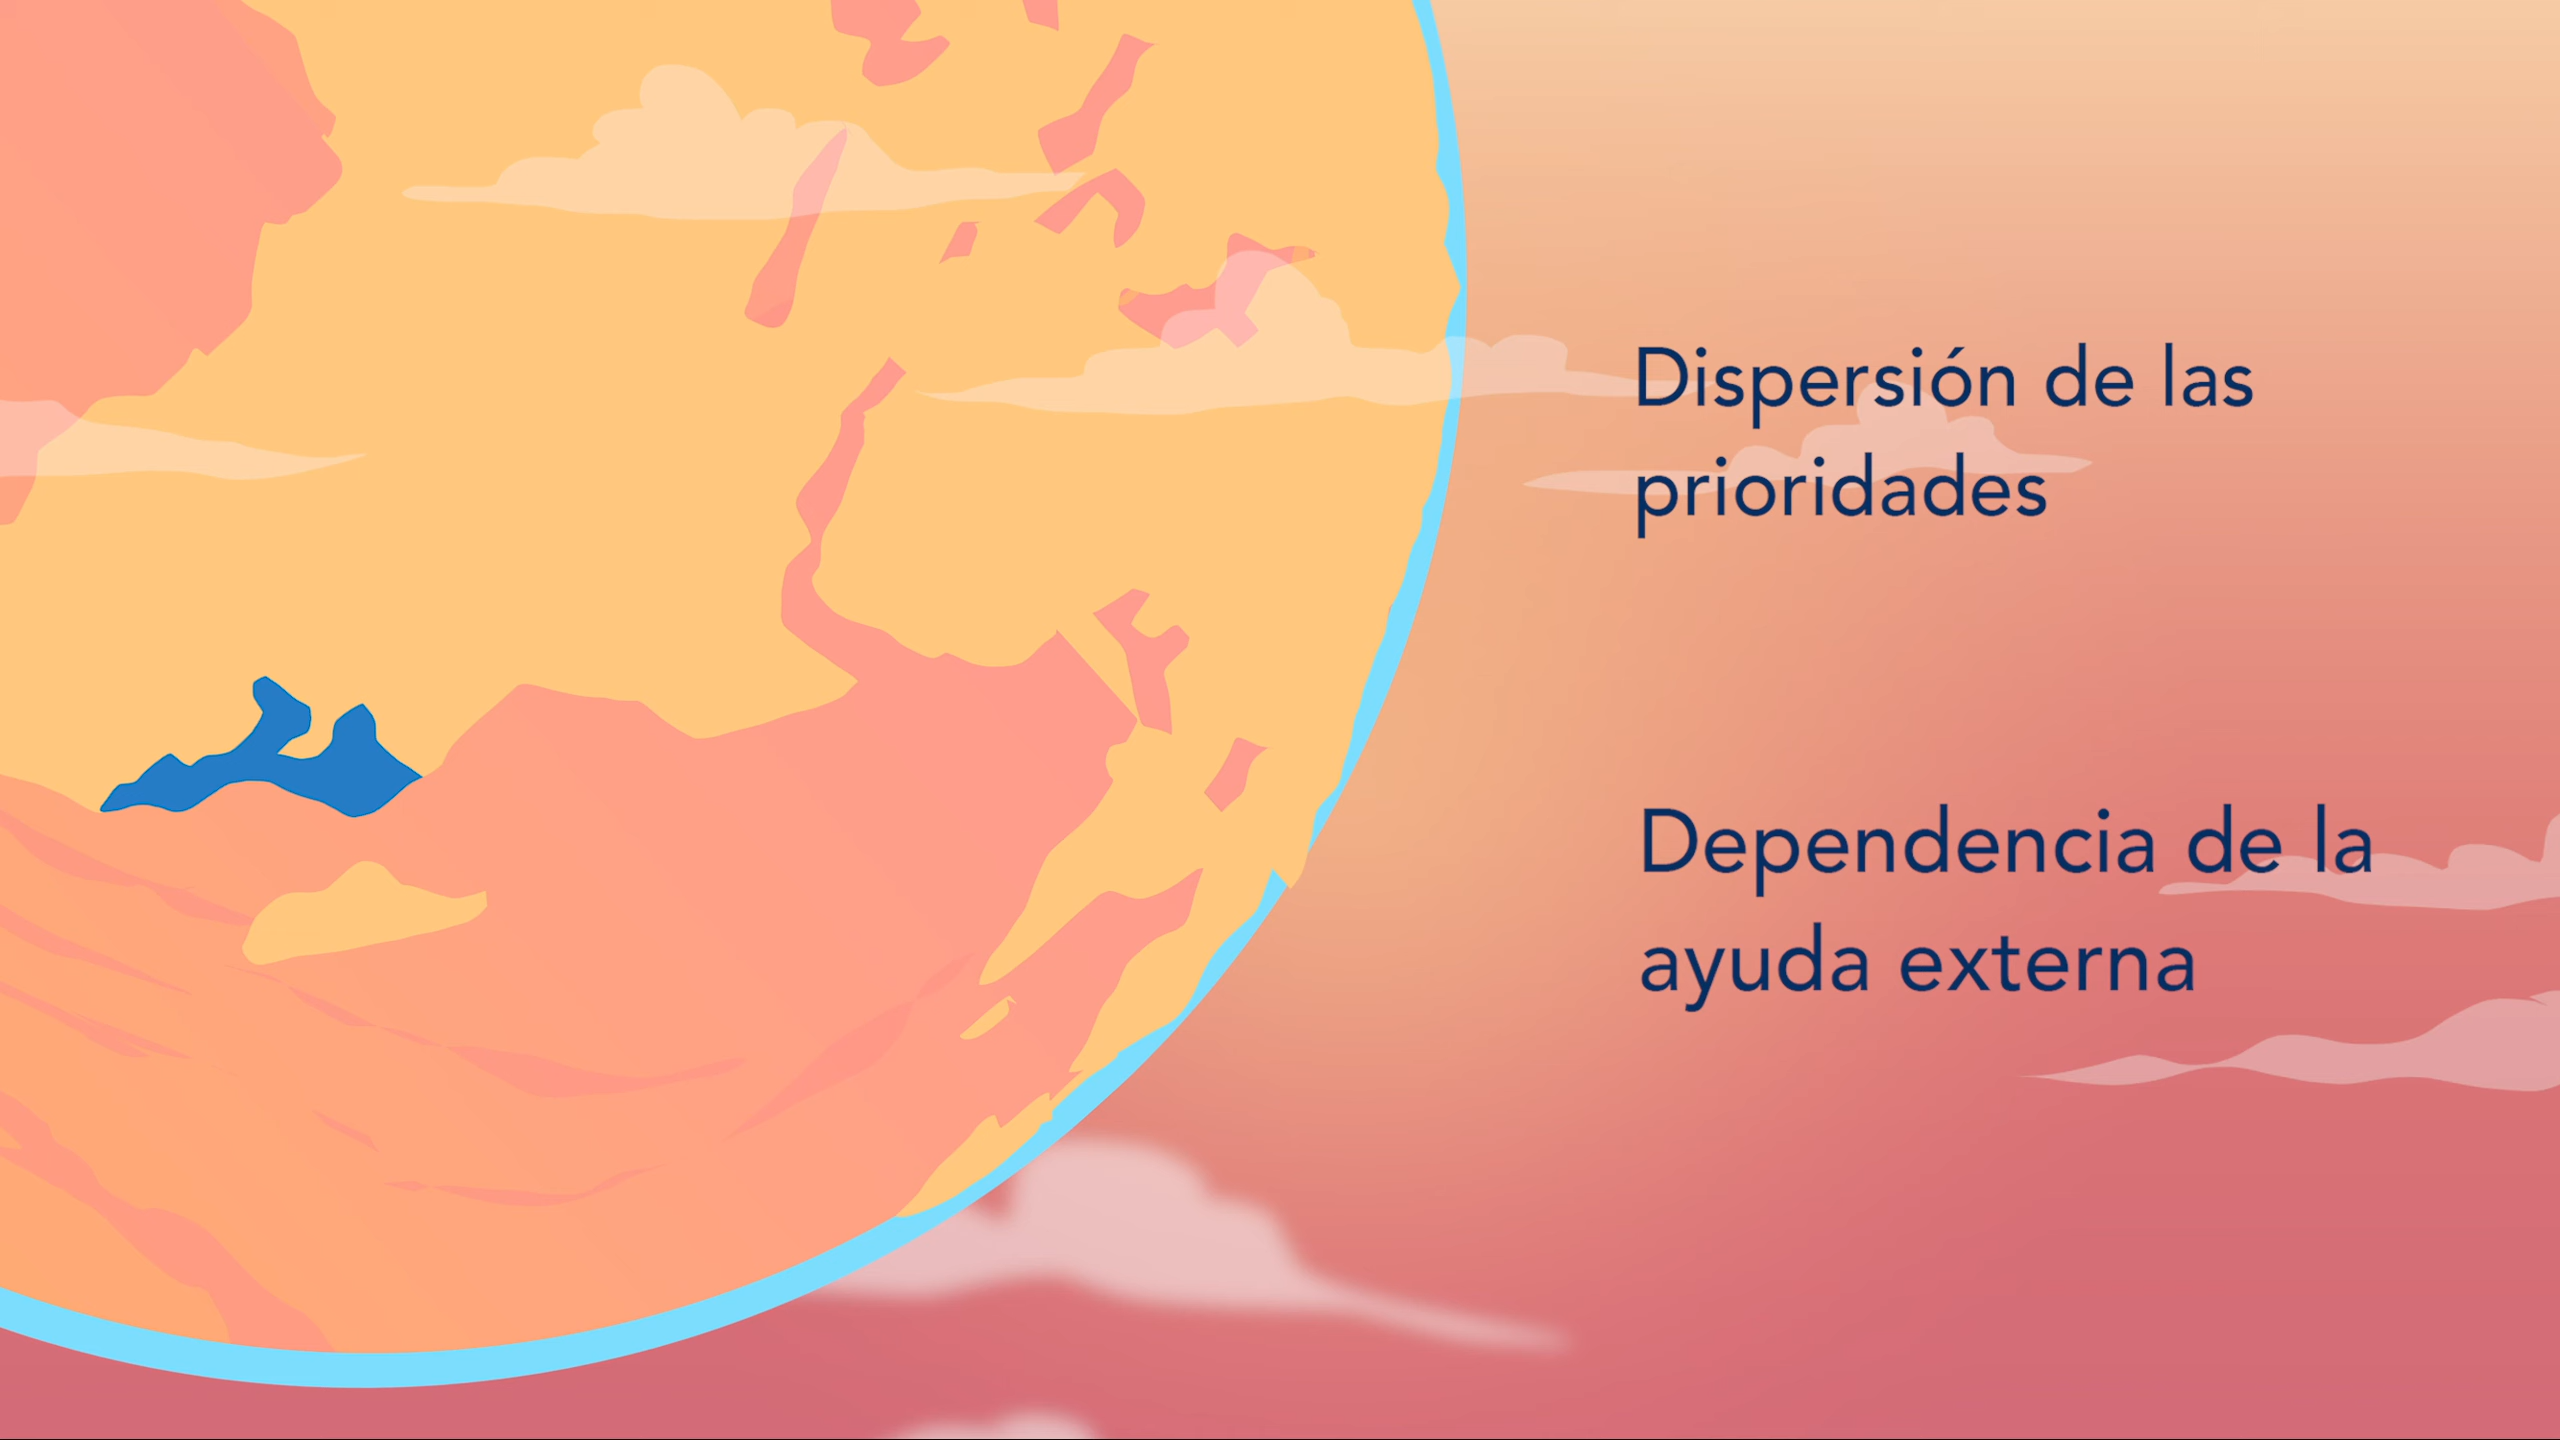 Dispersión de las
prioridades
Dependencia de la
ayuda externa